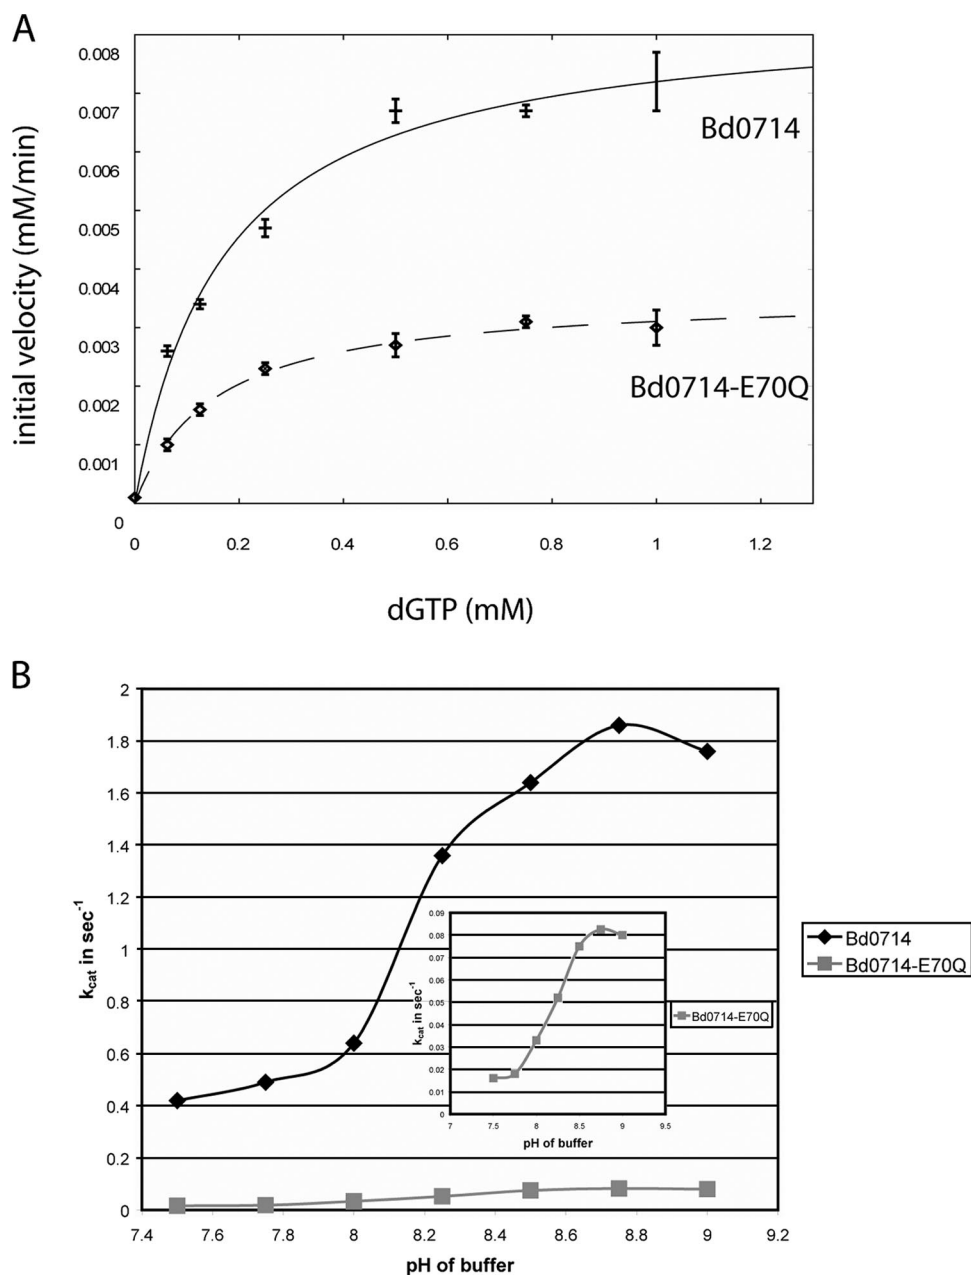 A
0.008
0.007
0.006
0.005
0.004
0.003
0.002
0.001
0
initial velocity (mM/min)
Bd0714
Bd0714-E70Q
0 0.2 0.4 0.6 0.8 1 1.2
dGTP (mM)
B
2
1.8
1.6
1.4
1.2
1
0.8
0.6
0.4
0.2
0
kcat in sec-1
7.4 7.6 7.8 8 8.2 8.4 8.6 8.8 9 9.2
pH of buffer
0.09
0.08
0.07
0.06
0.05
0.04
0.03
0.02
0.01
0
kcat in sec-1
7 7.5 8 8.5 9 9.5
pH of buffer
Bd0714-E70Q
Bd0714
Bd0714-E70Q